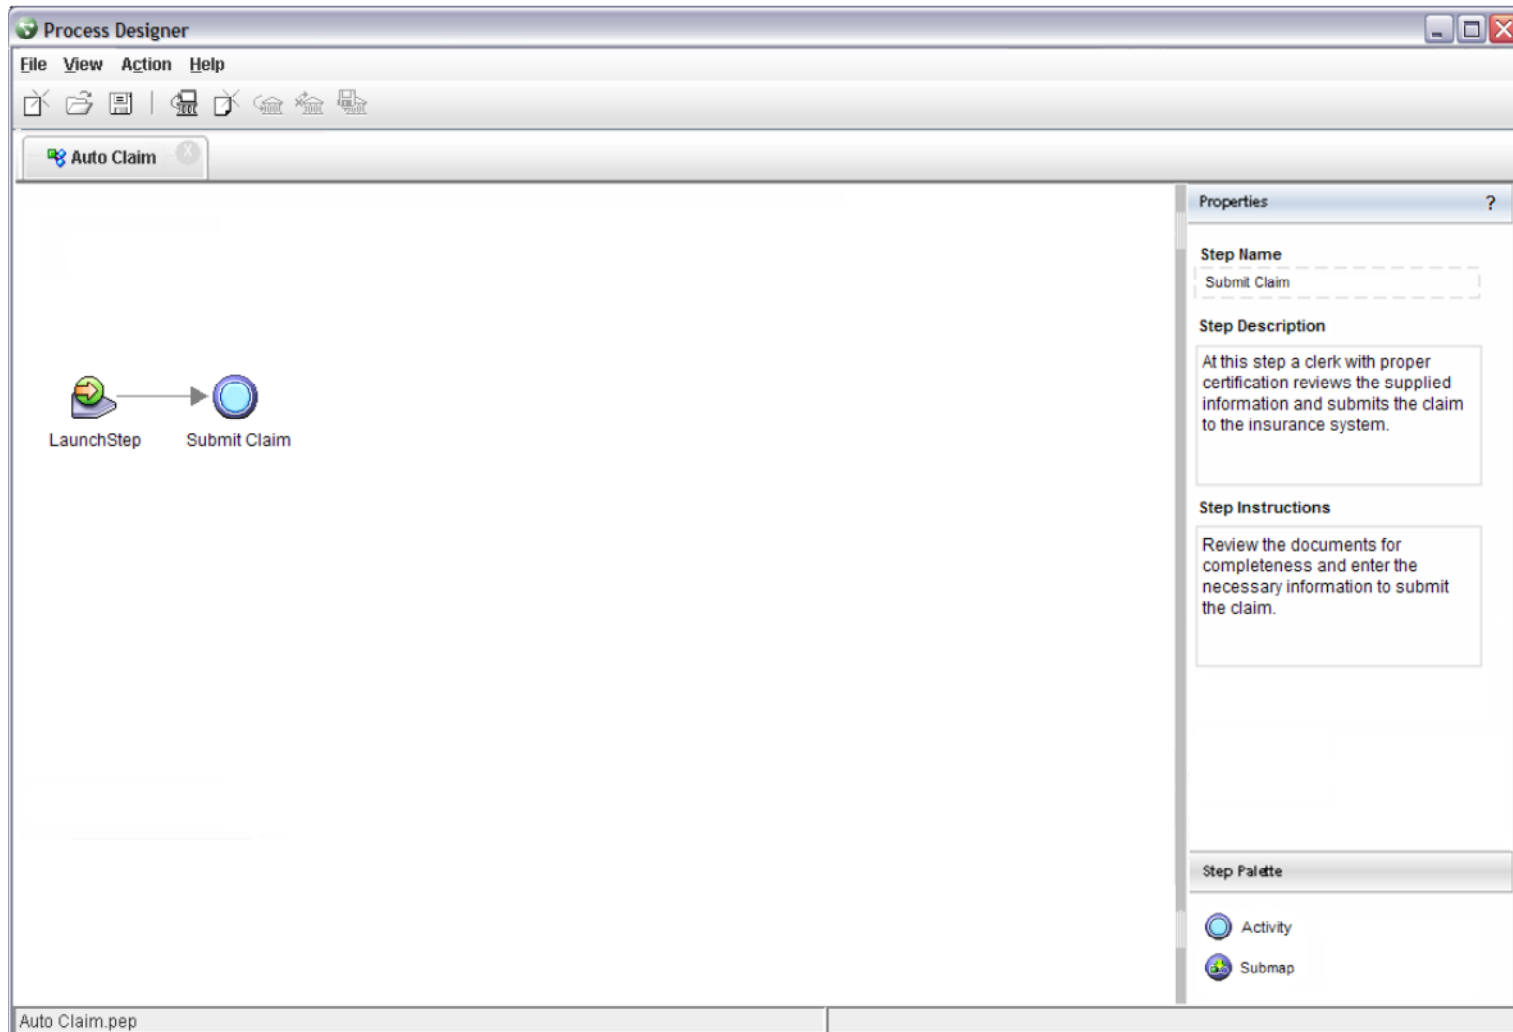 Process Designer
File View Action Help
Auto Claim
Properties ?
Step Name
Submit Claim
Step Description
At this step a clerk with proper
certification reviews the supplied
information and submits the claim
to the insurance system.
LaunchStep
Submit Claim
Step Instructions
Review the documents for
completeness and enter the
necessary information to submit
the claim.
Step Palette
Activity
Submap
Auto Claim.pep